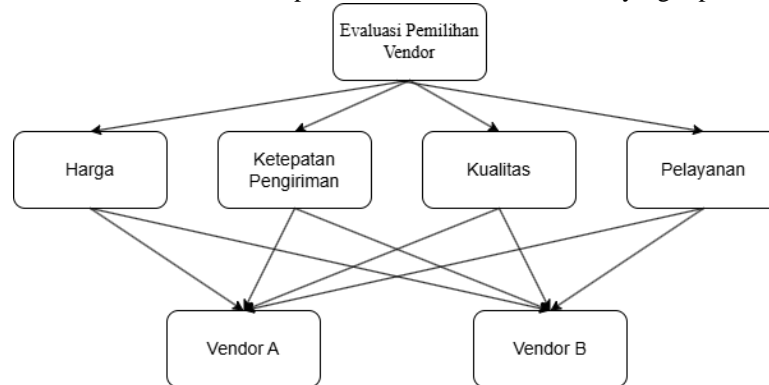 Evaluasi Pemilihan
Vendor
Harga
Ketepatan
Pengiriman
Kualitas
Pelayanan
Vendor A
Vendor B